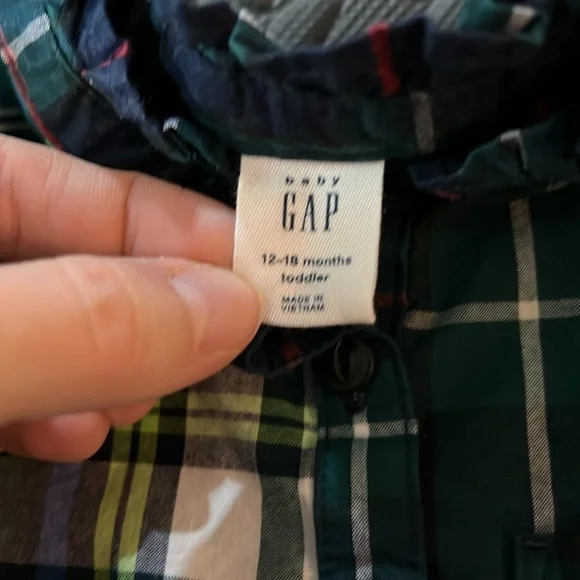 baby
GAP
12-18 months
toddler
MADE IN
VIETNAM